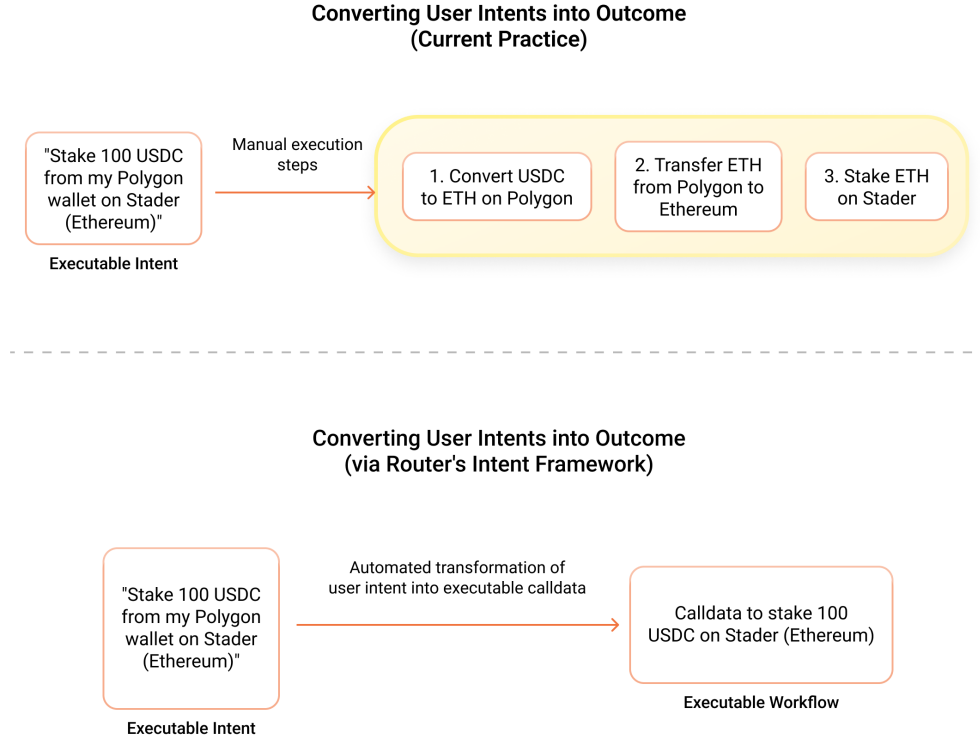 Converting User Intents into Outcome
(Current Practice)
"Stake 100 USDC
from my Polygon
wallet on Stader
(Ethereum)"
Executable Intent
Manual execution
steps
1. Convert USDC
to ETH on Polygon
2. Transfer ETH
from Polygon to
Ethereum
3. Stake ETH
on Stader
Converting User Intents into Outcome
(via Router's Intent Framework)
"Stake 100 USDC
from my Polygon
wallet on Stader
(Ethereum)"
Executable Intent
Automated transformation of
user intent into executable calldata
Calldata to stake 100
USDC on Stader (Ethereum)
Executable Workflow